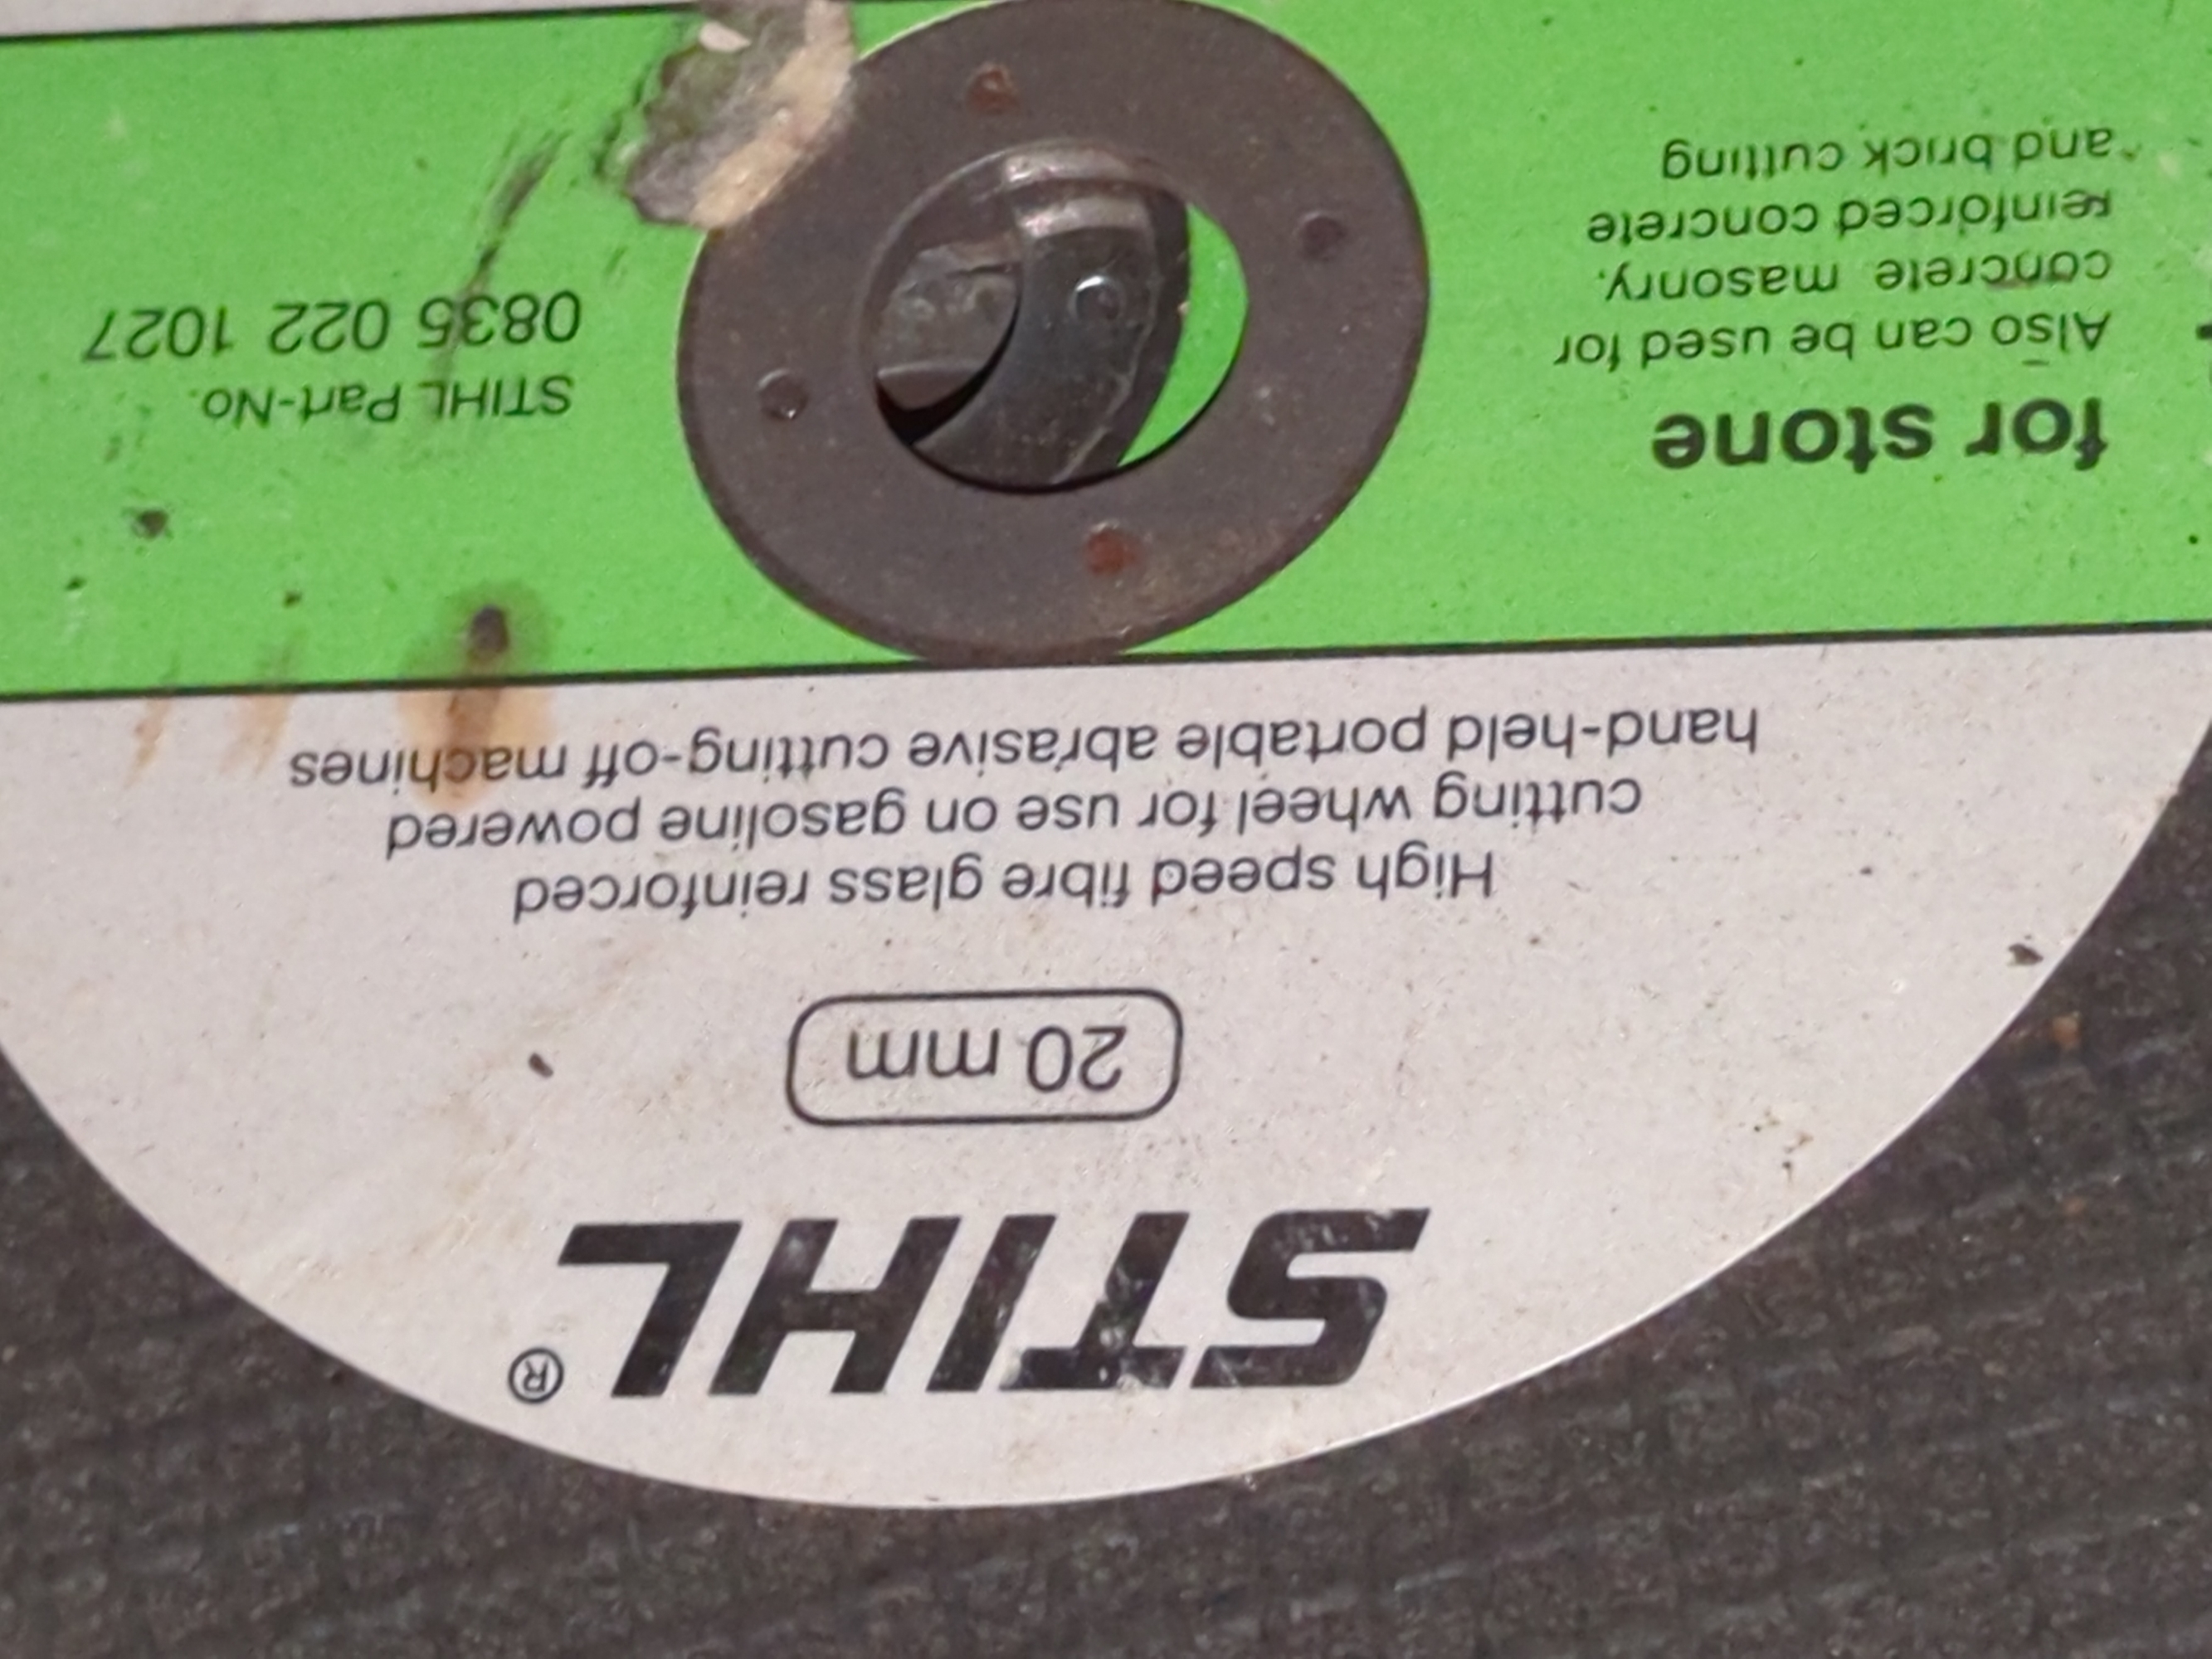 STIHL®
20 mm
High speed fibre glass reinforced
cutting wheel for use on gasoline powered
hand-held portable abrasive cutting-off machines
for stone
Also can be used for
concrete masonry,
reinforced concrete
and brick cutting
STIHL Part-No.
0835 022 1027